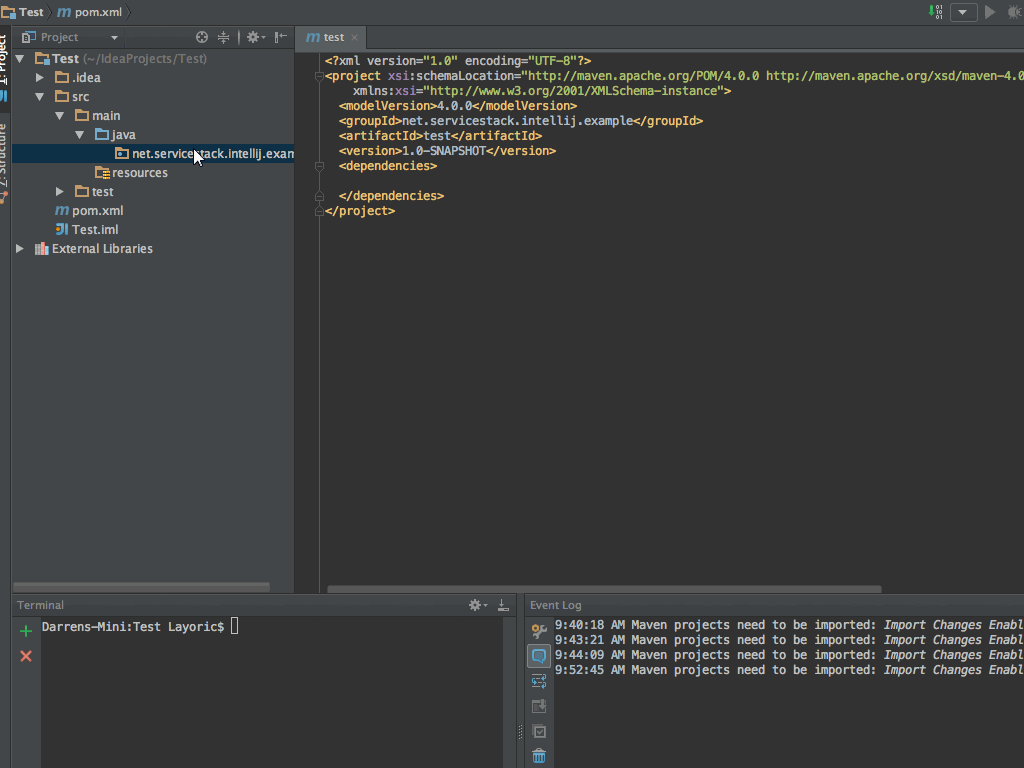 Test pom.xml
Project
1: Project
7: Structure
Test (~/IdeaProjects/Test)
.idea
src
main
java
net.servicestack.intellij.exam
resources
test
pom.xml
Test.iml
External Libraries
test
<?xml version="1.0" encoding="UTF-8"?>
<project xsi:schemaLocation="http://maven.apache.org/POM/4.0.0 http://maven.apache.org/xsd/maven-4.0
xmlns:xsi="http://www.w3.org/2001/XMLSchema-instance">
<modelVersion>4.0.0</modelVersion>
<groupId>net.servicestack.intellij.example</groupId>
<artifactId>test</artifactId>
<version>1.0-SNAPSHOT</version>
<dependencies>
</dependencies>
</project>
Terminal
Darrens-Mini:Test Layoric$
Event Log
9:40:18 AM Maven projects need to be imported: Import Changes Enabl
9:43:21 AM Maven projects need to be imported: Import Changes Enabl
9:44:09 AM Maven projects need to be imported: Import Changes Enabl
9:52:45 AM Maven projects need to be imported: Import Changes Enabl